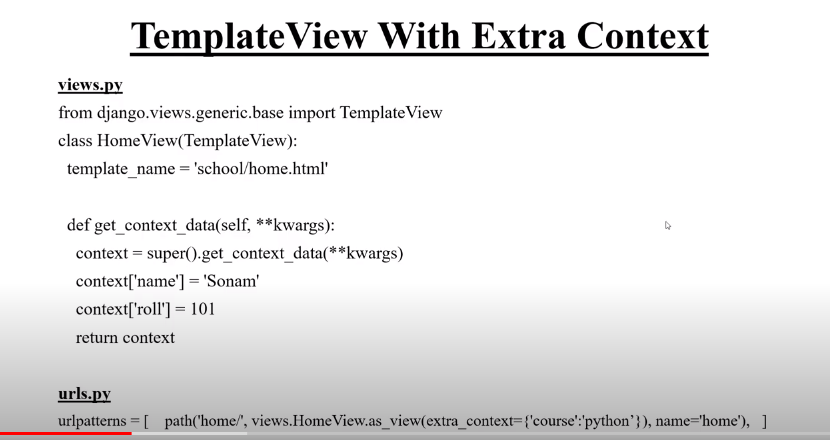 TemplateView With Extra Context
views.py
from django.views.generic.base import TemplateView
class HomeView(TemplateView):
template_name = 'school/home.html'
def get_context_data(self, **kwargs):
context = super().get_context_data(**kwargs)
context['name'] = 'Sonam'
context['roll'] = 101
return context
urls.py
urlpatterns = [ path('home/', views.HomeView.as_view(extra_context={'course':'python’}), name='home'), ]